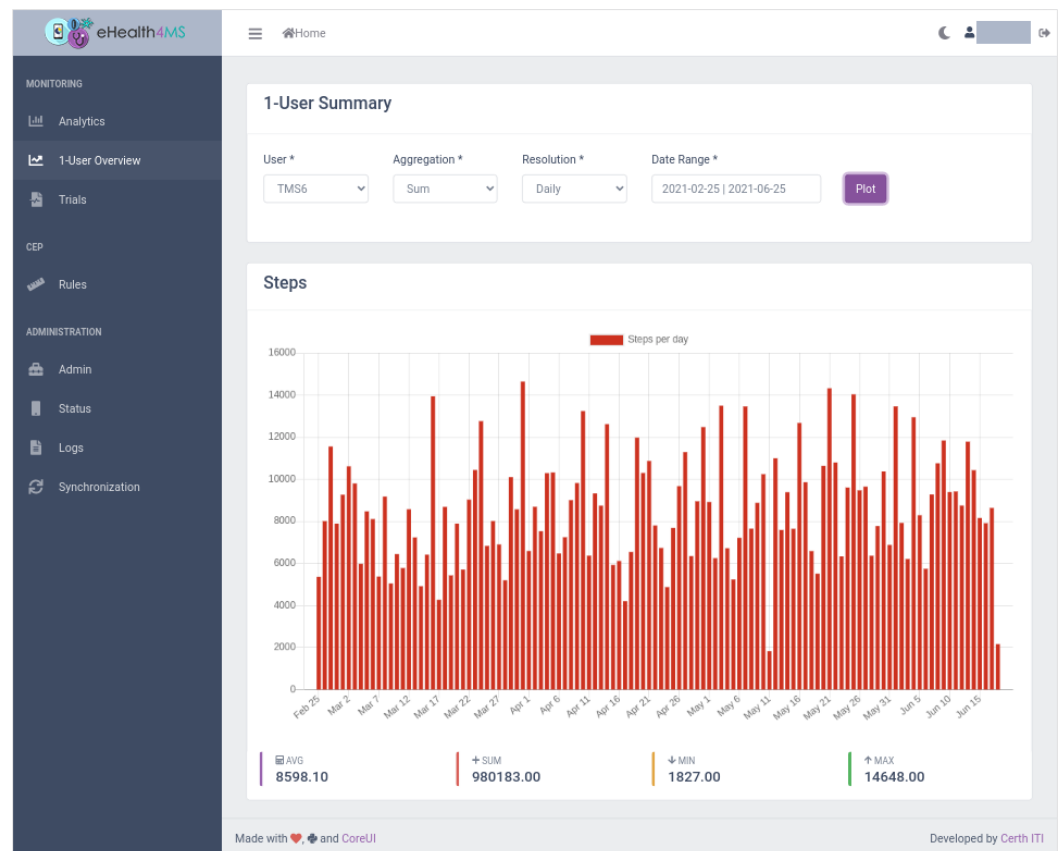 eHealth4MS
Home
MONITORING
Analytics
1-User Overview
Trials
CEP
Rules
ADMINISTRATION
Admin
Status
Logs
Synchronization
1-User Summary
User * Aggregation * Resolution * Date Range *
TMS6 Sum Daily 2021-02-25 | 2021-06-25 Plot
Steps
Steps per day
16000
14000
12000
10000
8000
6000
4000
2000
0
Feb 25 Mar 2 Mar 7 Mar 12 Mar 17 Mar 22 Mar 27 Apr 1 Apr 6 Apr 11 Apr 16 Apr 21 Apr 26 May 1 May 6 May 11 May 16 May 21 May 26 May 31 Jun 5 Jun 10 Jun 15
AVG SUM MIN MAX
8598.10 980183.00 1827.00 14648.00
Made with ❤, and CoreUI Developed by Certh ITI